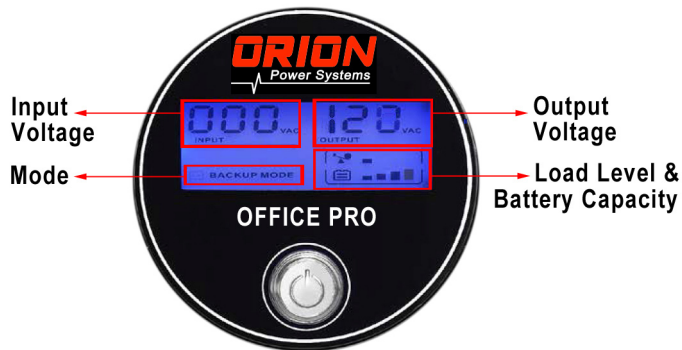 ORION
Power Systems
Input
Voltage
000 VAC
INPUT
120 VAC
OUTPUT
Output
Voltage
Mode
BACKUP MODE
Load Level &
Battery Capacity
OFFICE PRO